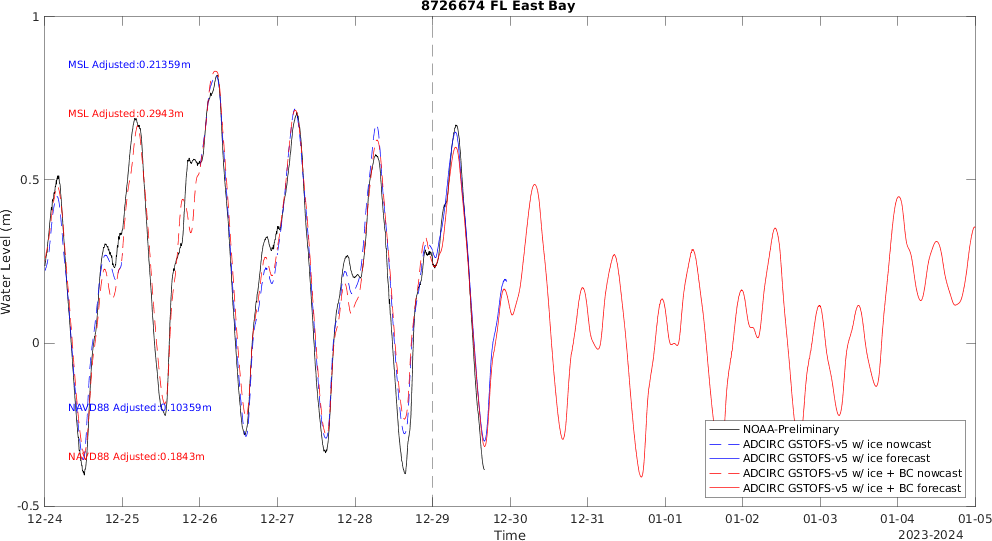 8726674 FL East Bay
1
0.5
0
-0.5
Water Level (m)
MSL Adjusted:0.21359m
MSL Adjusted:0.2943m
NAVD88 Adjusted:0.10359m
NAVD88 Adjusted:0.1843m
NOAA-Preliminary
ADCIRC GSTOFS-v5 w/ ice nowcast
ADCIRC GSTOFS-v5 w/ ice forecast
ADCIRC GSTOFS-v5 w/ ice + BC nowcast
ADCIRC GSTOFS-v5 w/ ice + BC forecast
12-24 12-25 12-26 12-27 12-28 12-29 12-30 12-31 01-01 01-02 01-03 01-04 01-05
Time
2023-2024